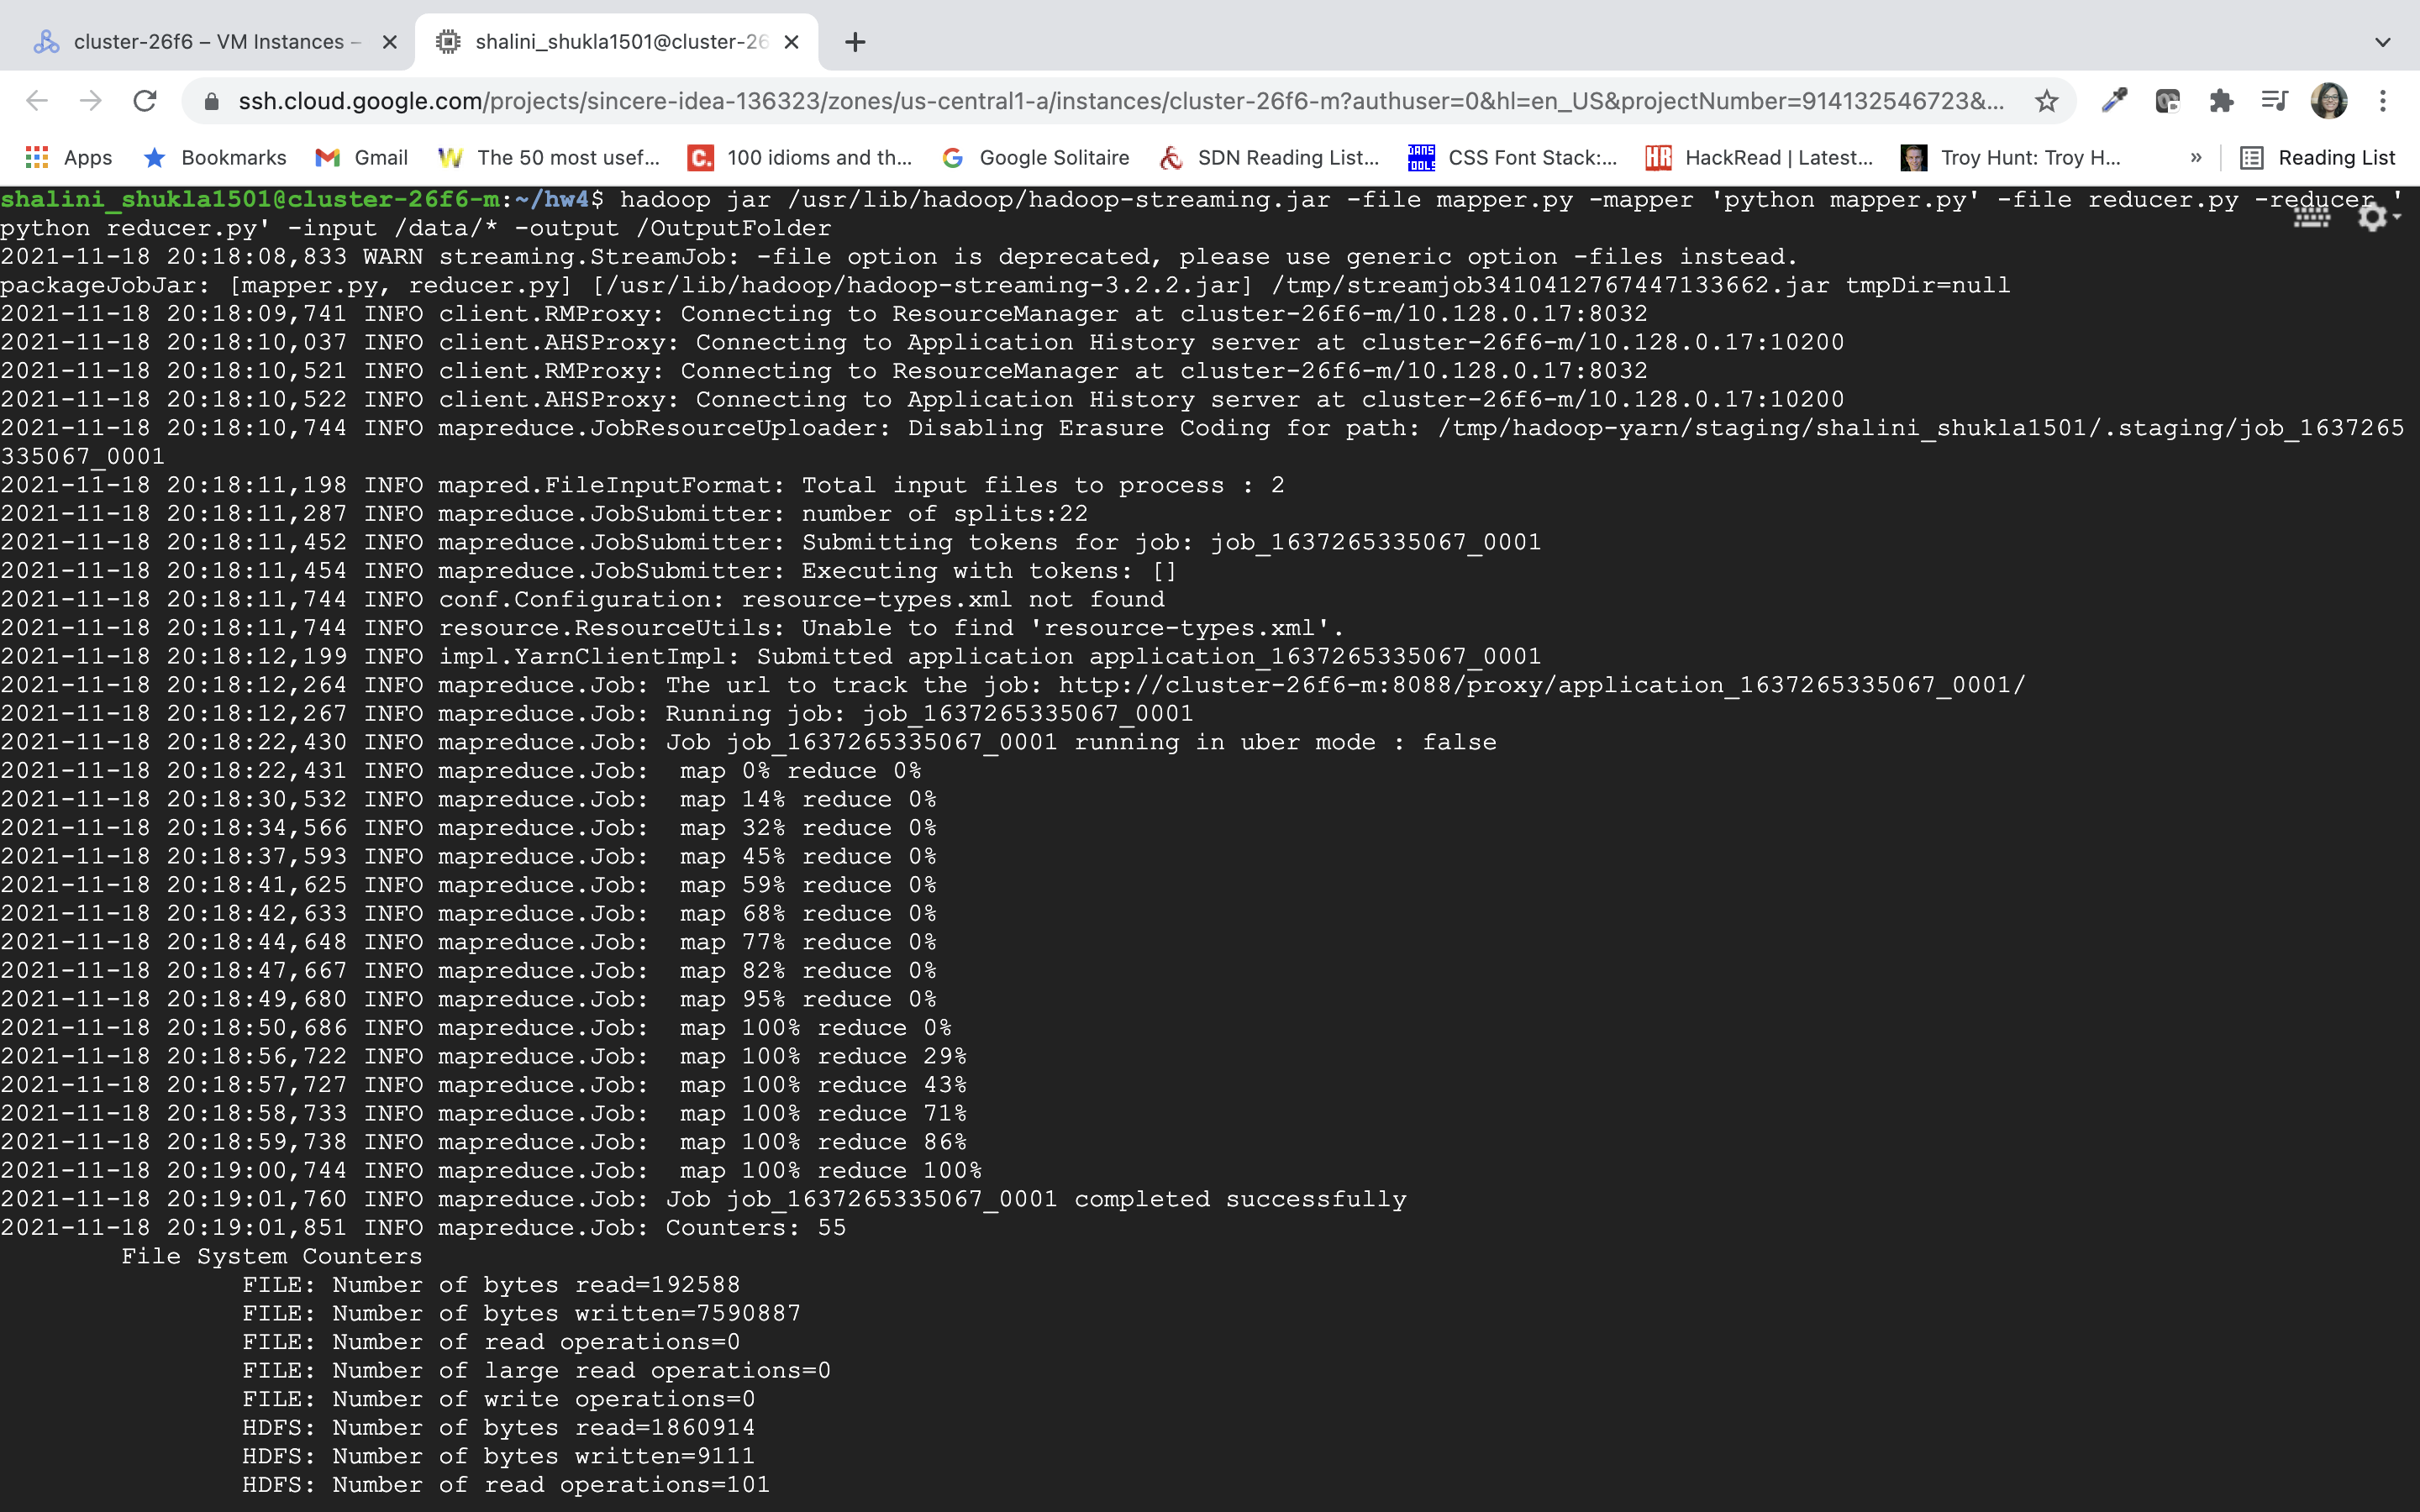 cluster-26f6 – VM Instances –
shalini_shukla1501@cluster-26
ssh.cloud.google.com/projects/sincere-idea-136323/zones/us-central1-a/instances/cluster-26f6-m?authuser=0&hl=en_US&projectNumber=914132546723&...
Apps Bookmarks Gmail The 50 most usef... 100 idioms and th... Google Solitaire SDN Reading List... CSS Font Stack:... HackRead | Latest... Troy Hunt: Troy H... » Reading List
shalini_shukla1501@cluster-26f6-m:~/hw4$ hadoop jar /usr/lib/hadoop/hadoop-streaming.jar -file mapper.py -mapper 'python mapper.py' -file reducer.py -reducer '
python reducer.py' -input /data/* -output /OutputFolder
2021-11-18 20:18:08,833 WARN streaming.StreamJob: -file option is deprecated, please use generic option -files instead.
packageJobJar: [mapper.py, reducer.py] [/usr/lib/hadoop/hadoop-streaming-3.2.2.jar] /tmp/streamjob3410412767447133662.jar tmpDir=null
2021-11-18 20:18:09,741 INFO client.RMProxy: Connecting to ResourceManager at cluster-26f6-m/10.128.0.17:8032
2021-11-18 20:18:10,037 INFO client.AHSProxy: Connecting to Application History server at cluster-26f6-m/10.128.0.17:10200
2021-11-18 20:18:10,521 INFO client.RMProxy: Connecting to ResourceManager at cluster-26f6-m/10.128.0.17:8032
2021-11-18 20:18:10,522 INFO client.AHSProxy: Connecting to Application History server at cluster-26f6-m/10.128.0.17:10200
2021-11-18 20:18:10,744 INFO mapreduce.JobResourceUploader: Disabling Erasure Coding for path: /tmp/hadoop-yarn/staging/shalini_shukla1501/.staging/job_1637265
335067_0001
2021-11-18 20:18:11,198 INFO mapred.FileInputFormat: Total input files to process : 2
2021-11-18 20:18:11,287 INFO mapreduce.JobSubmitter: number of splits:22
2021-11-18 20:18:11,452 INFO mapreduce.JobSubmitter: Submitting tokens for job: job_1637265335067_0001
2021-11-18 20:18:11,454 INFO mapreduce.JobSubmitter: Executing with tokens: []
2021-11-18 20:18:11,744 INFO conf.Configuration: resource-types.xml not found
2021-11-18 20:18:11,744 INFO resource.ResourceUtils: Unable to find 'resource-types.xml'.
2021-11-18 20:18:12,199 INFO impl.YarnClientImpl: Submitted application application_1637265335067_0001
2021-11-18 20:18:12,264 INFO mapreduce.Job: The url to track the job: http://cluster-26f6-m:8088/proxy/application_1637265335067_0001/
2021-11-18 20:18:12,267 INFO mapreduce.Job: Running job: job_1637265335067_0001
2021-11-18 20:18:22,430 INFO mapreduce.Job: Job job_1637265335067_0001 running in uber mode : false
2021-11-18 20:18:22,431 INFO mapreduce.Job:  map 0% reduce 0%
2021-11-18 20:18:30,532 INFO mapreduce.Job:  map 14% reduce 0%
2021-11-18 20:18:34,566 INFO mapreduce.Job:  map 32% reduce 0%
2021-11-18 20:18:37,593 INFO mapreduce.Job:  map 45% reduce 0%
2021-11-18 20:18:41,625 INFO mapreduce.Job:  map 59% reduce 0%
2021-11-18 20:18:42,633 INFO mapreduce.Job:  map 68% reduce 0%
2021-11-18 20:18:44,648 INFO mapreduce.Job:  map 77% reduce 0%
2021-11-18 20:18:47,667 INFO mapreduce.Job:  map 82% reduce 0%
2021-11-18 20:18:49,680 INFO mapreduce.Job:  map 95% reduce 0%
2021-11-18 20:18:50,686 INFO mapreduce.Job:  map 100% reduce 0%
2021-11-18 20:18:56,722 INFO mapreduce.Job:  map 100% reduce 29%
2021-11-18 20:18:57,727 INFO mapreduce.Job:  map 100% reduce 43%
2021-11-18 20:18:58,733 INFO mapreduce.Job:  map 100% reduce 71%
2021-11-18 20:18:59,738 INFO mapreduce.Job:  map 100% reduce 86%
2021-11-18 20:19:00,744 INFO mapreduce.Job:  map 100% reduce 100%
2021-11-18 20:19:01,760 INFO mapreduce.Job: Job job_1637265335067_0001 completed successfully
2021-11-18 20:19:01,851 INFO mapreduce.Job: Counters: 55
File System Counters
FILE: Number of bytes read=192588
FILE: Number of bytes written=7590887
FILE: Number of read operations=0
FILE: Number of large read operations=0
FILE: Number of write operations=0
HDFS: Number of bytes read=1860914
HDFS: Number of bytes written=9111
HDFS: Number of read operations=101